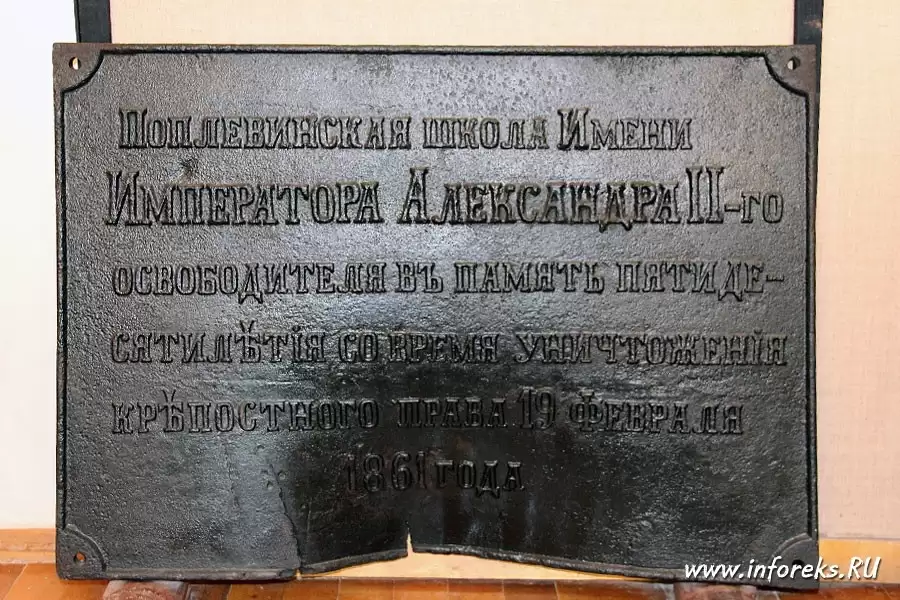 Поплевинская школа Имени
Императора Александра II-го
освободителя въ память пятиде-
сятилѣтія со время уничтоженія
крѣпостного права 19 Февраля
1861 года
www.inforeks.RU